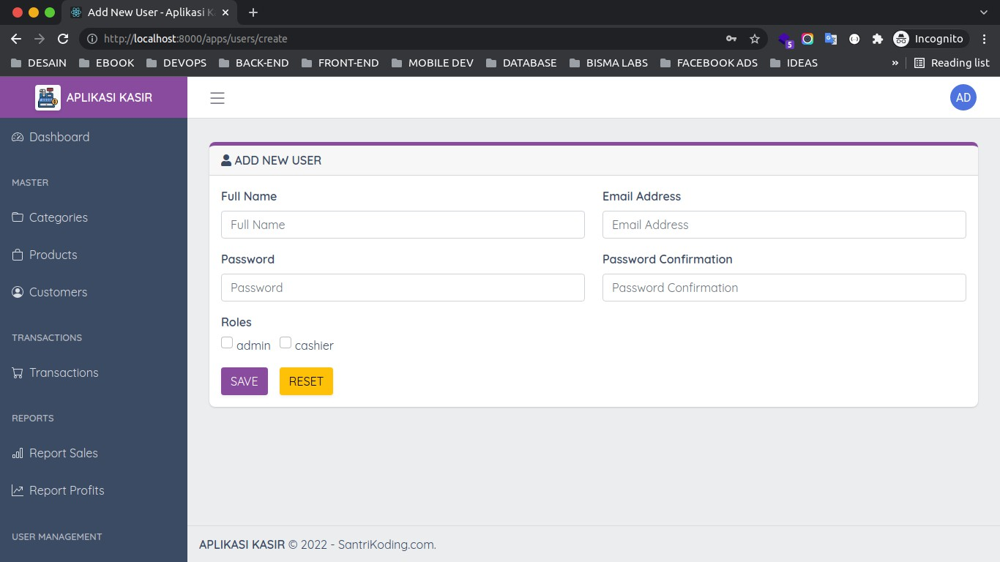 Add New User - Aplikasi K
http://localhost:8000/apps/users/create
5
Incognito
DESAIN
EBOOK
DEVOPS
BACK-END
FRONT-END
MOBILE DEV
DATABASE
BISMA LABS
FACEBOOK ADS
IDEAS
»
Reading list
APLIKASI KASIR
AD
Dashboard
MASTER
Categories
Products
Customers
TRANSACTIONS
Transactions
REPORTS
Report Sales
Report Profits
USER MANAGEMENT
ADD NEW USER
Full Name
Email Address
Full Name
Email Address
Password
Password Confirmation
Password
Password Confirmation
Roles
admin
cashier
SAVE
RESET
APLIKASI KASIR © 2022 - SantriKoding.com.